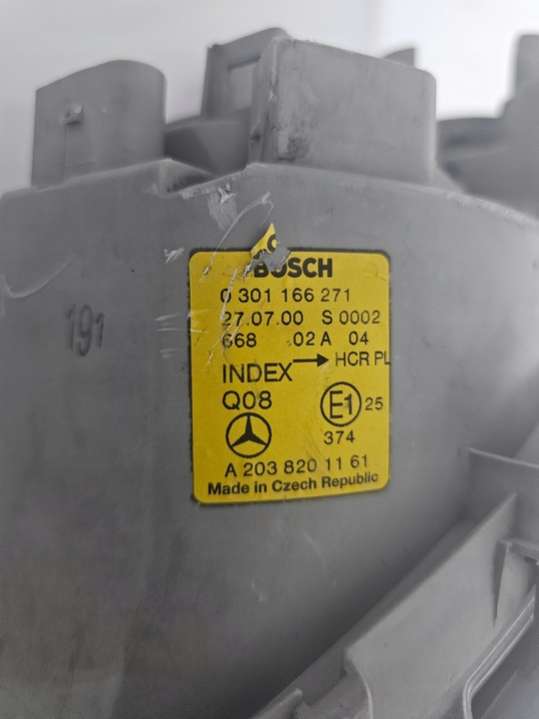 BOSCH
0 301 166 271
27.07.00 S 0002
668 .02 A 04
INDEX → HCR PL
Q08
E1 25
374
A 203 820 11 61
Made in Czech Republic
191